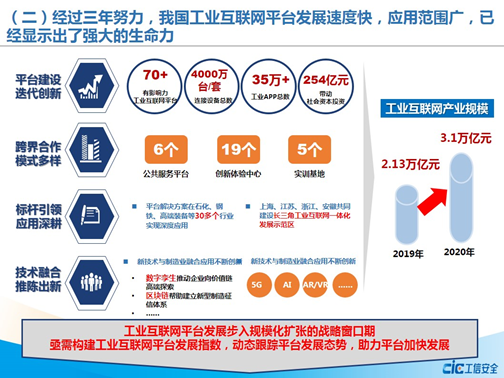 （二）经过三年努力，我国工业互联网平台发展速度快，应用范围广，已
经显示出了强大的生命力
平台建设
迭代创新
70+
有影响力
工业互联网平台
4000万
台/套
连接设备总数
35万+
工业APP总数
254亿元
带动
社会资本投资
跨界合作
模式多样
6个
公共服务平台
19个
创新体验中心
5个
实训基地
标杆引领
应用深耕
平台解决方案在石化、钢
铁、高端装备等30多个行业
实现深度应用
上海、江苏、浙江、安徽共同
建设长三角工业互联网一体化
发展示范区
技术融合
推陈出新
新技术与制造业融合应用不断创新
数字孪生推动企业向价值链
高端探索
区块链帮助建立新型制造征
信体系
......
新技术与制造业融合应用不断创新
5G
AI
AR/VR
......
工业互联网产业规模
2.13万亿元
3.1万亿元
2019年
2020年
工业互联网平台发展步入规模化扩张的战略窗口期
亟需构建工业互联网平台发展指数，动态跟踪平台发展态势，助力平台加快发展
CIC工信安全